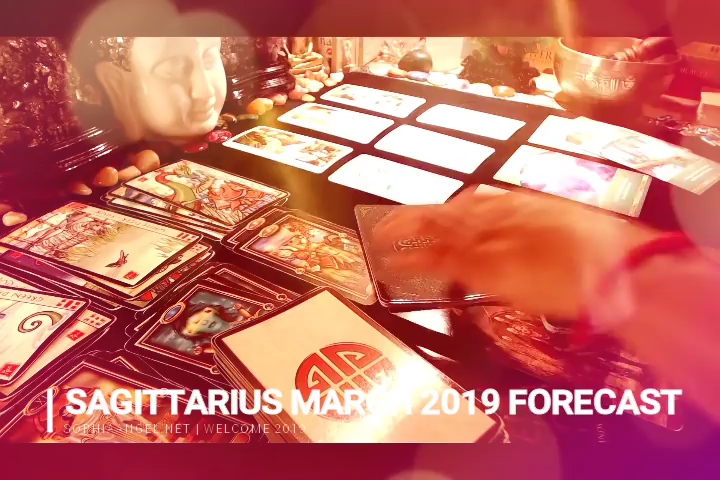 SAGITTARIUS MARCH 2019 FORECAST
SOPHIAANGEL.NET | WELCOME 2019